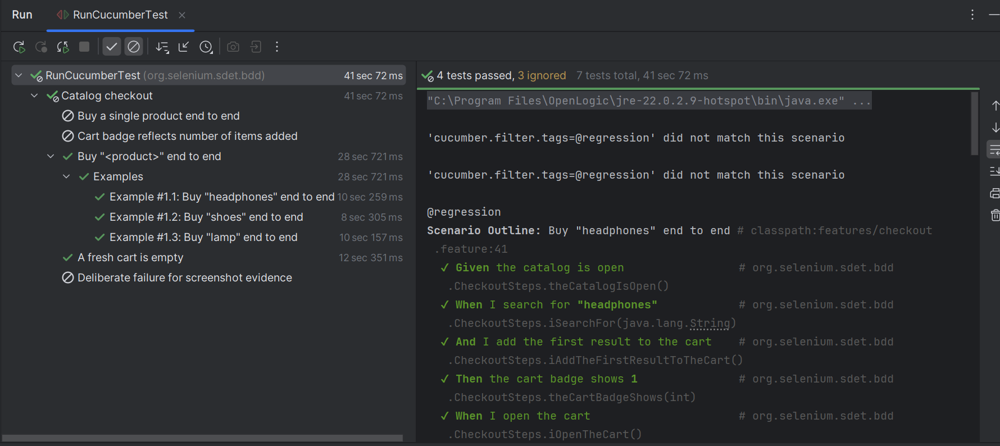 Run RunCucumberTest
RunCucumberTest (org.selenium.sdet.bdd) 41 sec 72 ms
Catalog checkout 41 sec 72 ms
Buy a single product end to end
Cart badge reflects number of items added
Buy "<product>" end to end 28 sec 721 ms
Examples 28 sec 721 ms
Example #1.1: Buy "headphones" end to end 10 sec 259 ms
Example #1.2: Buy "shoes" end to end 8 sec 305 ms
Example #1.3: Buy "lamp" end to end 10 sec 157 ms
A fresh cart is empty 12 sec 351 ms
Deliberate failure for screenshot evidence
4 tests passed, 3 ignored 7 tests total, 41 sec 72 ms
"C:\Program Files\OpenLogic\jre-22.0.2.9-hotspot\bin\java.exe" ...
'cucumber.filter.tags=@regression' did not match this scenario
'cucumber.filter.tags=@regression' did not match this scenario
@regression
Scenario Outline: Buy "headphones" end to end # classpath:features/checkout
.feature:41
✓ Given the catalog is open # org.selenium.sdet.bdd
.CheckoutSteps.theCatalogIsOpen()
✓ When I search for "headphones" # org.selenium.sdet.bdd
.CheckoutSteps.iSearchFor(java.lang.String)
✓ And I add the first result to the cart # org.selenium.sdet.bdd
.CheckoutSteps.iAddTheFirstResultToTheCart()
✓ Then the cart badge shows 1 # org.selenium.sdet.bdd
.CheckoutSteps.theCartBadgeShows(int)
✓ When I open the cart # org.selenium.sdet.bdd
.CheckoutSteps.iOpenTheCart()